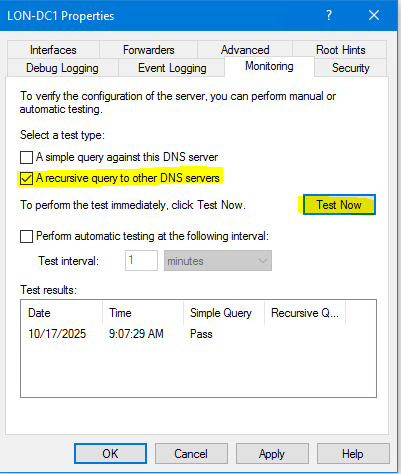 LON-DC1 Properties
? X
Interfaces Forwarders Advanced Root Hints
Debug Logging Event Logging Monitoring Security
To verify the configuration of the server, you can perform manual or
automatic testing.
Select a test type:
A simple query against this DNS server
A recursive query to other DNS servers
To perform the test immediately, click Test Now. Test Now
Perform automatic testing at the following interval:
Test interval: 1 minutes
Test results:
Date Time Simple Query Recursive Q...
10/17/2025 9:07:29 AM Pass
OK Cancel Apply Help